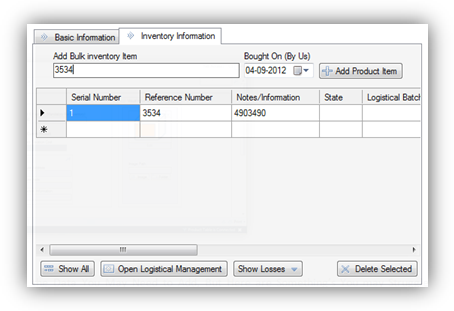 Basic Information Inventory Information
Add Bulk inventory Item Bought On (By Us)
3534 04-09-2012 Add Product Item
Serial Number Reference Number Notes/Information State Logistical Batch
1 3534 4903490
Show All Open Logistical Management Show Losses Delete Selected